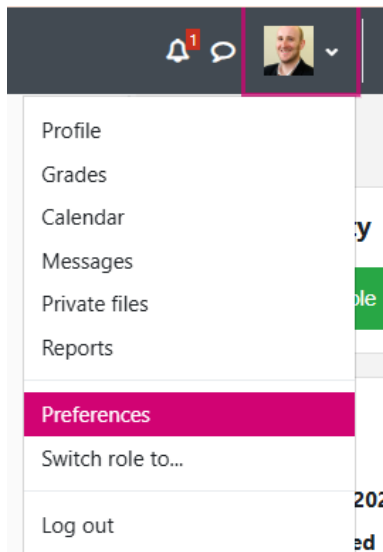 1
Profile
Grades
Calendar
Messages
Private files
Reports
Preferences
Switch role to...
Log out